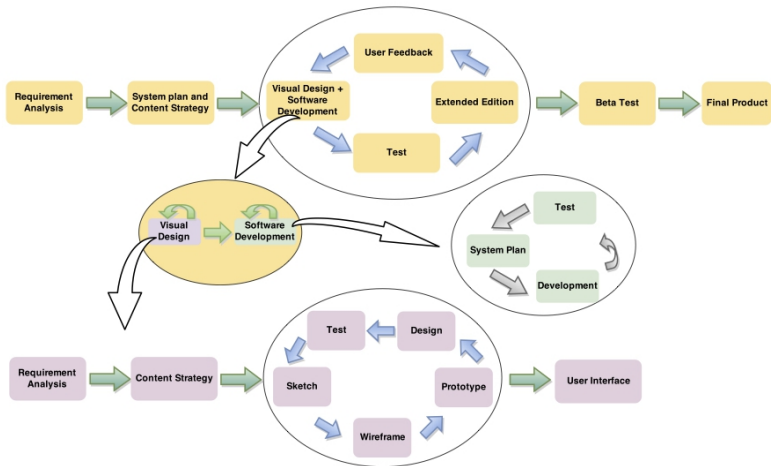 User Feedback
Requirement
Analysis
System plan and
Content Strategy
Visual Design +
Software
Development
Extended Edition
Beta Test
Final Product
Test
Visual
Design
Software
Development
Test
System Plan
Development
Test
Design
Requirement
Analysis
Content Strategy
Sketch
Prototype
User Interface
Wireframe